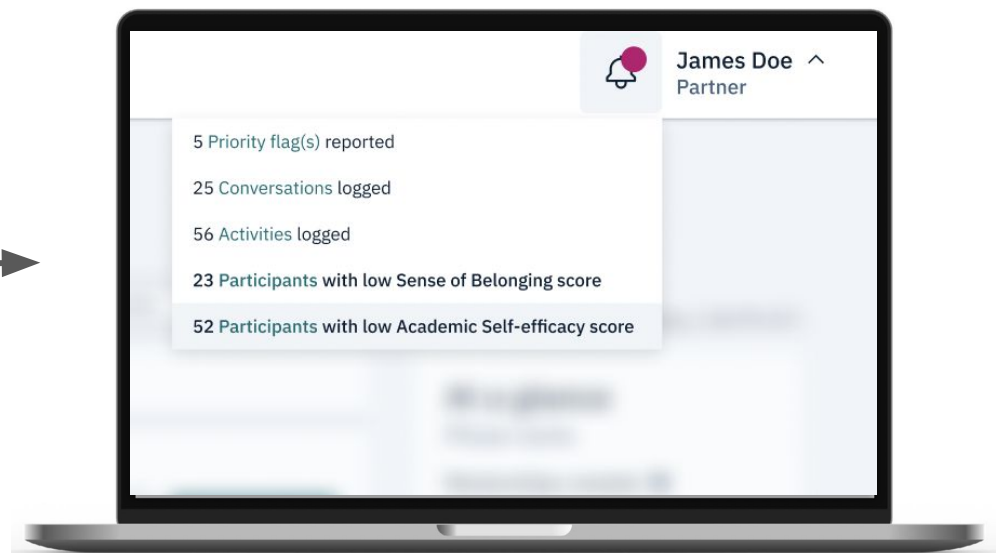 James Doe
Partner
5 Priority flag(s) reported
25 Conversations logged
56 Activities logged
23 Participants with low Sense of Belonging score
52 Participants with low Academic Self-efficacy score